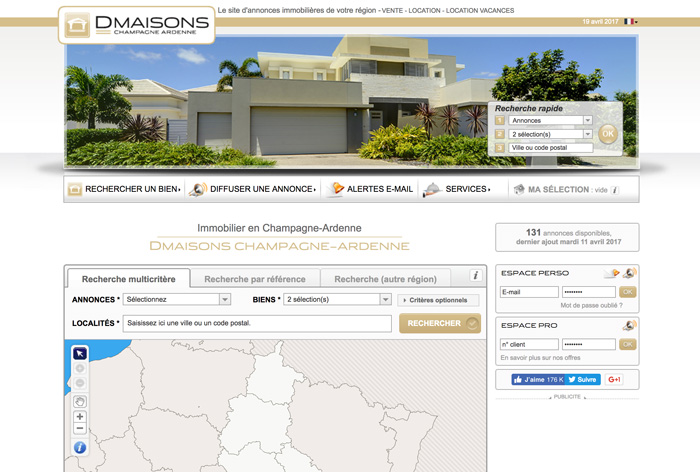 DMAISONS
CHAMPAGNE ARDENNE
Le site d'annonces immobilières de votre région - VENTE - LOCATION - LOCATION VACANCES
19 avril 2017
Recherche rapide
1 Annonces
2 2 sélection(s)
3 Ville ou code postal
OK
RECHERCHER UN BIEN
DIFFUSER UNE ANNONCE
ALERTES E-MAIL
SERVICES
MA SÉLECTION : vide i
Immobilier en Champagne-Ardenne
DMAISONS CHAMPAGNE-ARDENNE
131 annonces disponibles,
dernier ajout mardi 11 avril 2017
Recherche multicritère
Recherche par référence
Recherche (autre région)
i
ANNONCES * Sélectionnez
BIENS * 2 sélection(s)
Critères optionnels
LOCALITÉS * Saisissez ici une ville ou un code postal.
RECHERCHER
ESPACE PERSO
E-mail
••••••••
OK
Mot de passe oublié ?
ESPACE PRO
n° client
••••••••
OK
En savoir plus sur nos offres
J'aime 176 K
Suivre
G+1
PUBLICITE
i